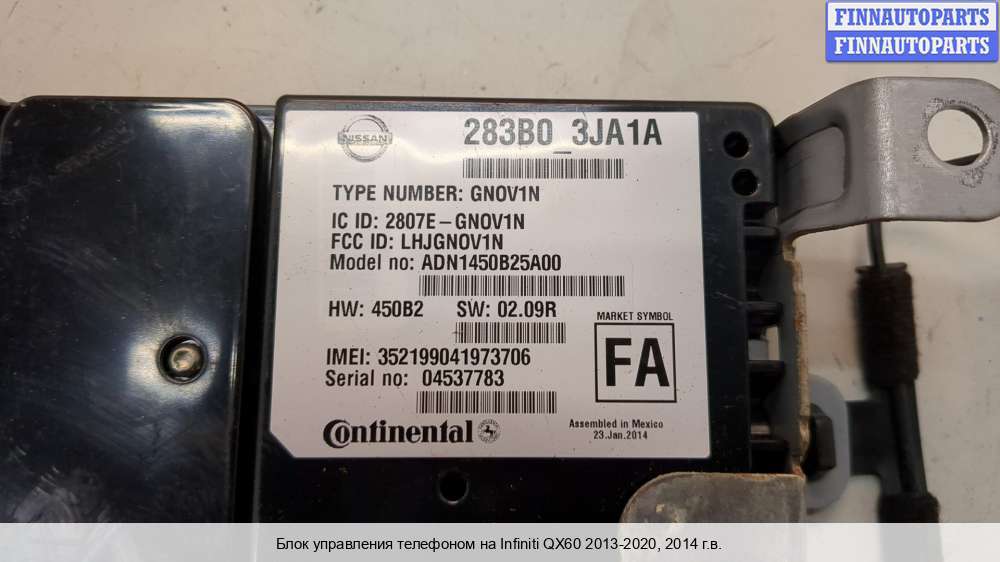 FINNAUTOPARTS
FINNAUTOPARTS
NISSAN
283B0_3JA1A
TYPE NUMBER: GNOV1N
IC ID: 2807E-GNOV1N
FCC ID: LHJGNOV1N
Model no: ADN1450B25A00
HW: 450B2 SW: 02.09R
MARKET SYMBOL
FA
IMEI: 352199041973706
Serial no: 04537783
Continental
Assembled in Mexico
23.Jan.2014
Блок управления телефоном на Infiniti QX60 2013-2020, 2014 г.в.